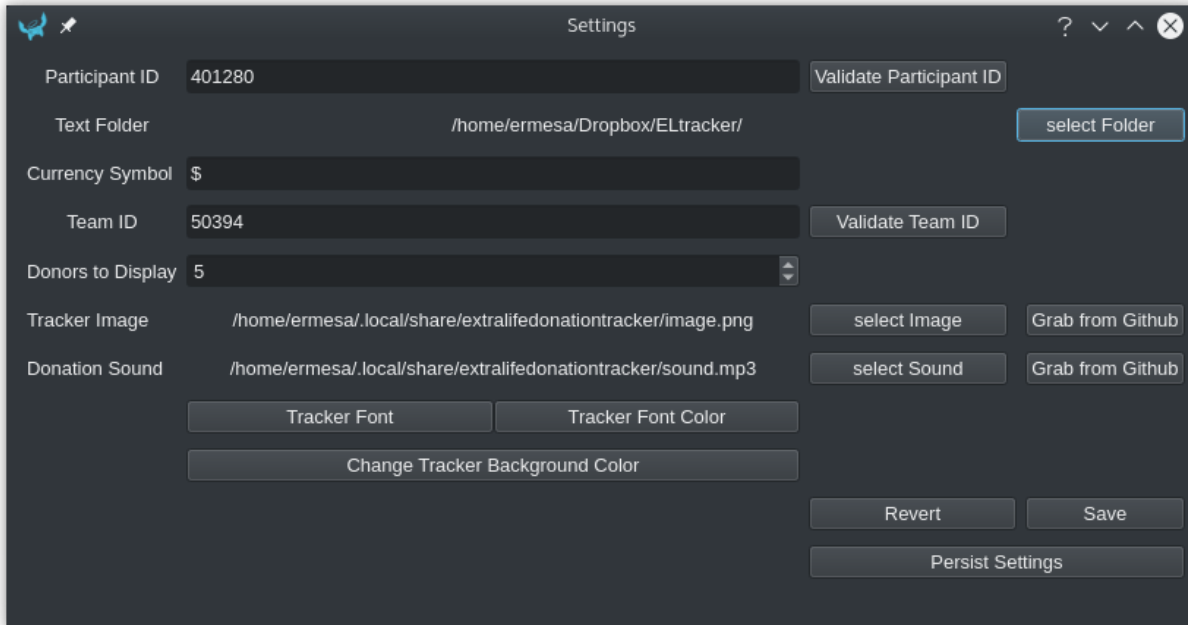 Settings ?
Participant ID 401280 Validate Participant ID
Text Folder /home/ermesa/Dropbox/ELtracker/ select Folder
Currency Symbol $
Team ID 50394 Validate Team ID
Donors to Display 5
Tracker Image /home/ermesa/.local/share/extralifedonationtracker/image.png select Image Grab from Github
Donation Sound /home/ermesa/.local/share/extralifedonationtracker/sound.mp3 select Sound Grab from Github
Tracker Font Tracker Font Color
Change Tracker Background Color
Revert Save
Persist Settings